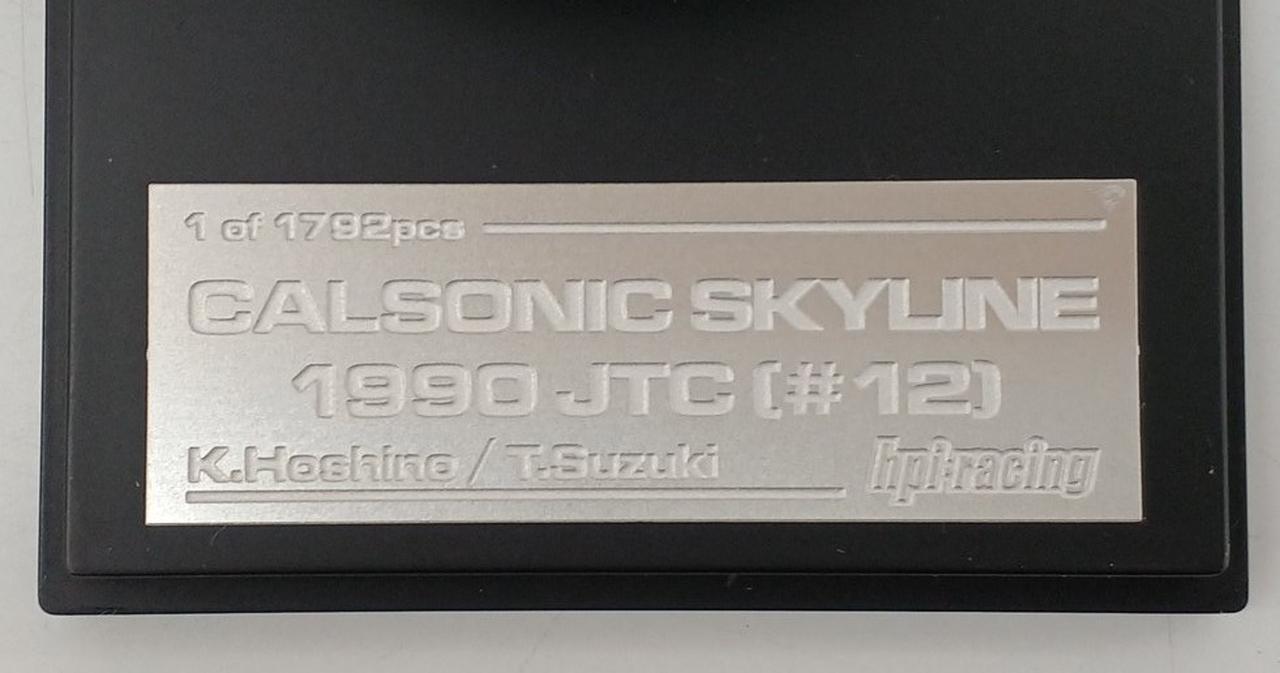 1 of 1792pcs
CALSONIC SKYLINE
1990 JTC (#12)
K.Hoshino / T.Suzuki
hpi·racing